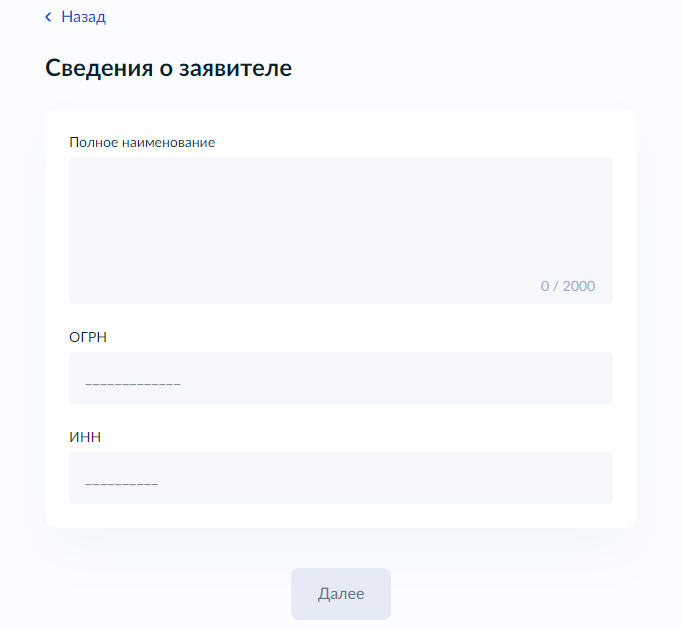 Назад
Сведения о заявителе
Полное наименование
0 / 2000
ОГРН
_____________
ИНН
__________
Далее